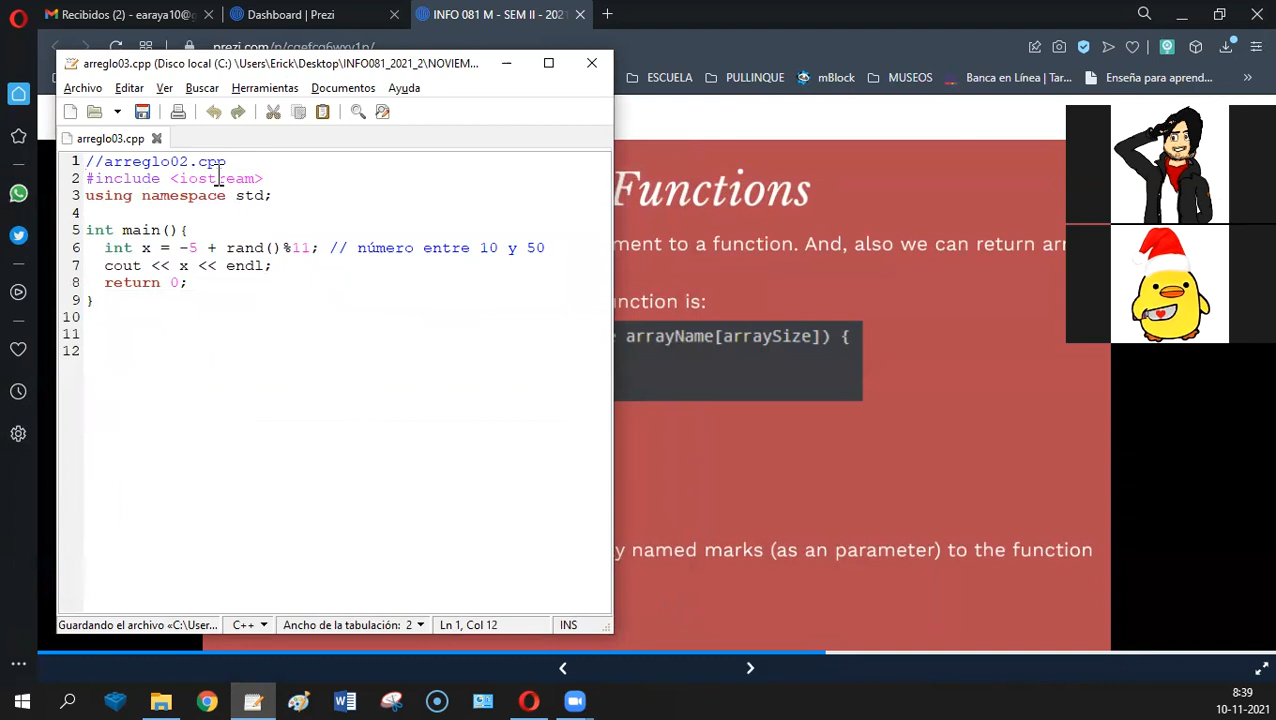 Recibidos (2) - earaya10@g
Dashboard | Prezi
INFO 081 M - SEM II - 2021
prezi.com/p/cqefcq6wxv1n/
ESCUELA
PULLINQUE
mBlock
MUSEOS
Banca en Línea | Tar...
Enseña para aprend...
arreglo03.cpp (Disco local (C:) \Users\Erick\Desktop\INFO081_2021_2\NOVIEM...
Archivo Editar Ver Buscar Herramientas Documentos Ayuda
arreglo03.cpp
1 //arreglo02.cpp
2 #include <iostream>
3 using namespace std;
4
5 int main(){
6 int x = -5 + rand()%11; // número entre 10 y 50
7 cout << x << endl;
8 return 0;
9 }
10
11
12
Guardando el archivo «C:\User... C++ Ancho de la tabulación: 2 Ln 1, Col 12 INS
Functions
ment to a function. And, also we can return arr
unction is:
arrayName[arraySize]) {
y named marks (as an parameter) to the function
8:39
10-11-2021